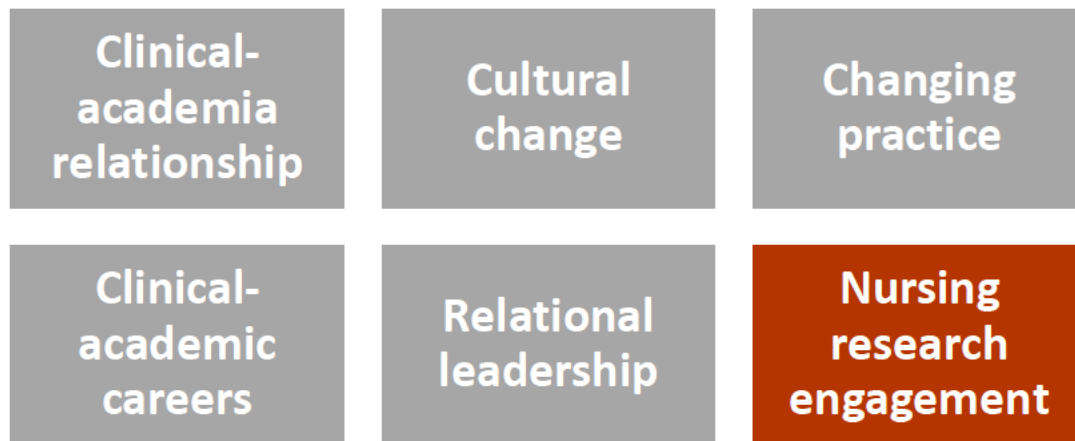 Clinical-
academia
relationship
Cultural
change
Changing
practice
Clinical-
academic
careers
Relational
leadership
Nursing
research
engagement